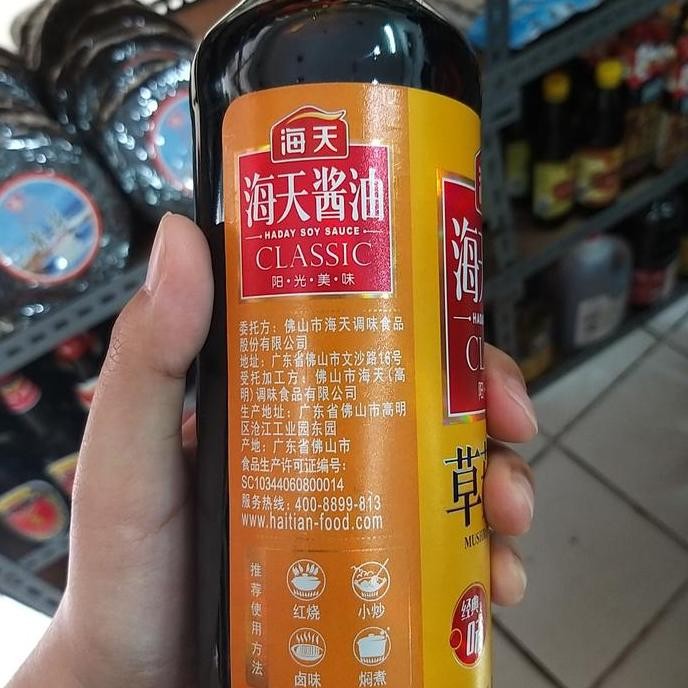 海天
海天酱油
HADAY SOY SAUCE
CLASSIC
阳·光·美·味
委托方：佛山市海天调味食品
股份有限公司
地址：广东省佛山市文沙路16号
受托加工方：佛山市海天（高
明）调味食品有限公司
生产地址：广东省佛山市高明
区沧江工业园东园
产地：广东省佛山市
食品生产许可证编号：
SC10344060800014
服务热线：400-8899-813
www.haitian-food.com
推荐使用方法
红烧
小炒
卤味
焖煮
海
海天
草
经典
味